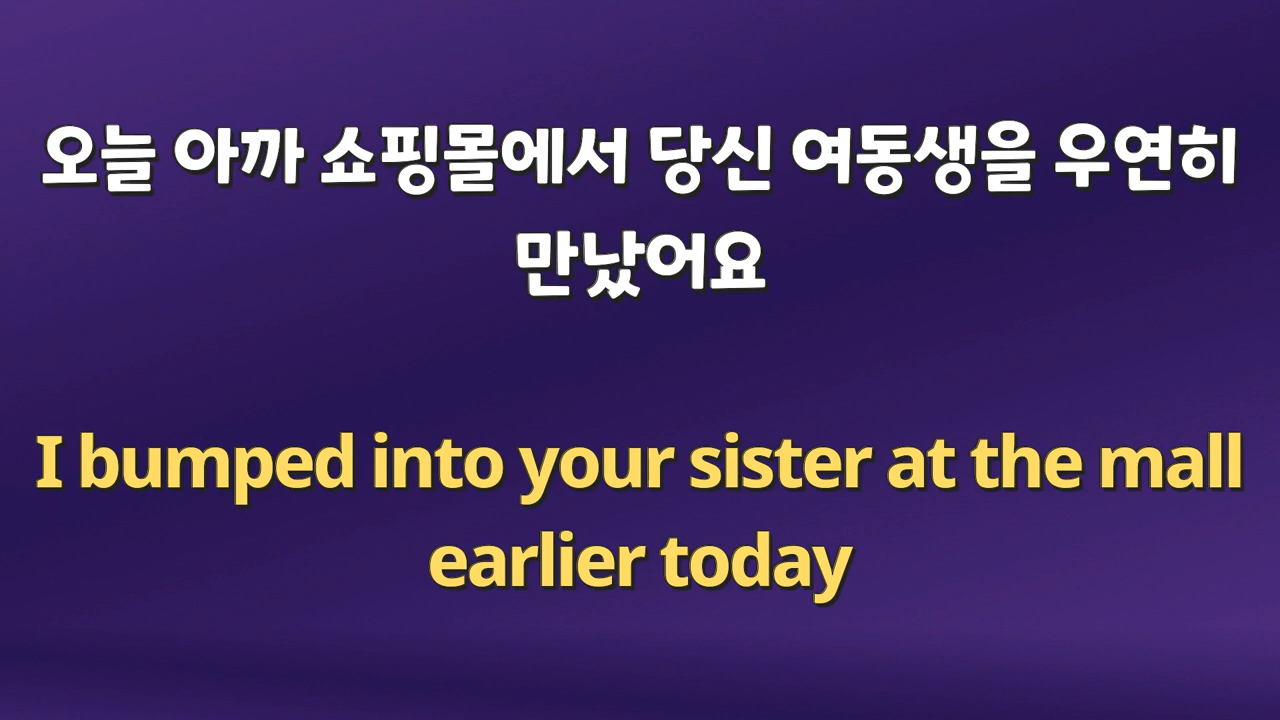 오늘 아까 쇼핑몰에서 당신 여동생을 우연히
만났어요
I bumped into your sister at the mall
earlier today